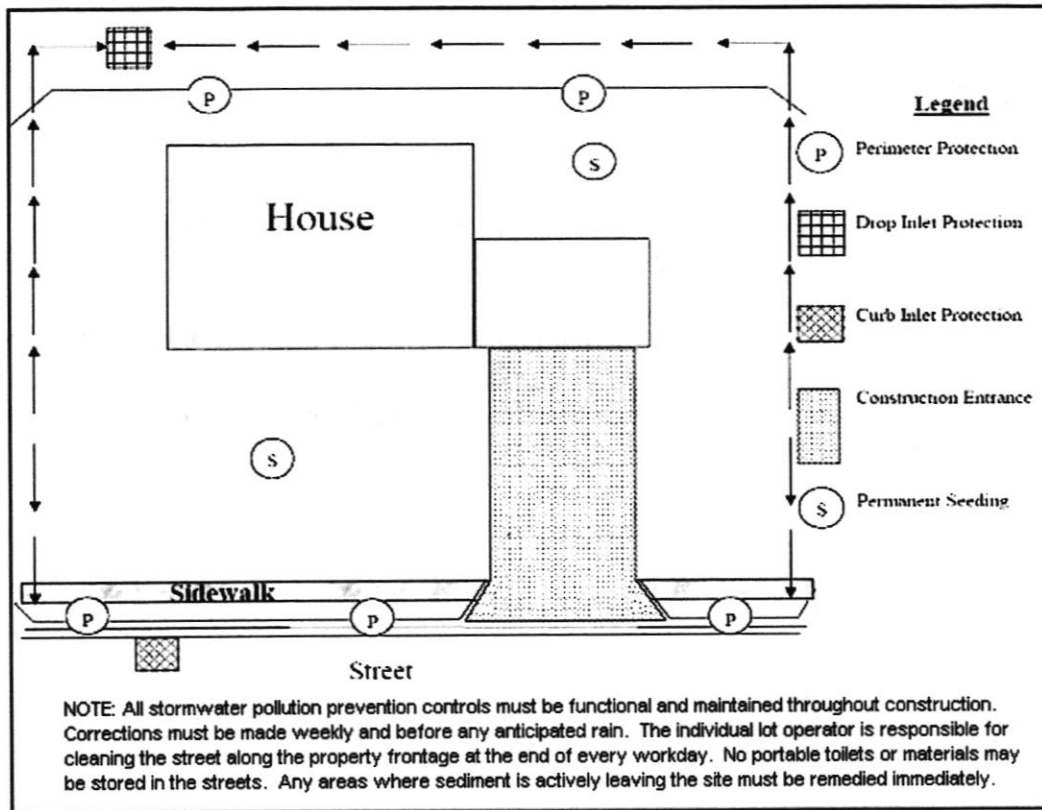 P
P
Legend
P
Perimeter Protection
S
House
Drop Inlet Protection
Curb Inlet Protection
Construction Entrance
S
S
Permanent Seeding
Sidewalk
P
P
P
Street
NOTE: All stormwater pollution prevention controls must be functional and maintained throughout construction.
Corrections must be made weekly and before any anticipated rain. The individual lot operator is responsible for
cleaning the street along the property frontage at the end of every workday. No portable toilets or materials may
be stored in the streets. Any areas where sediment is actively leaving the site must be remedied immediately.